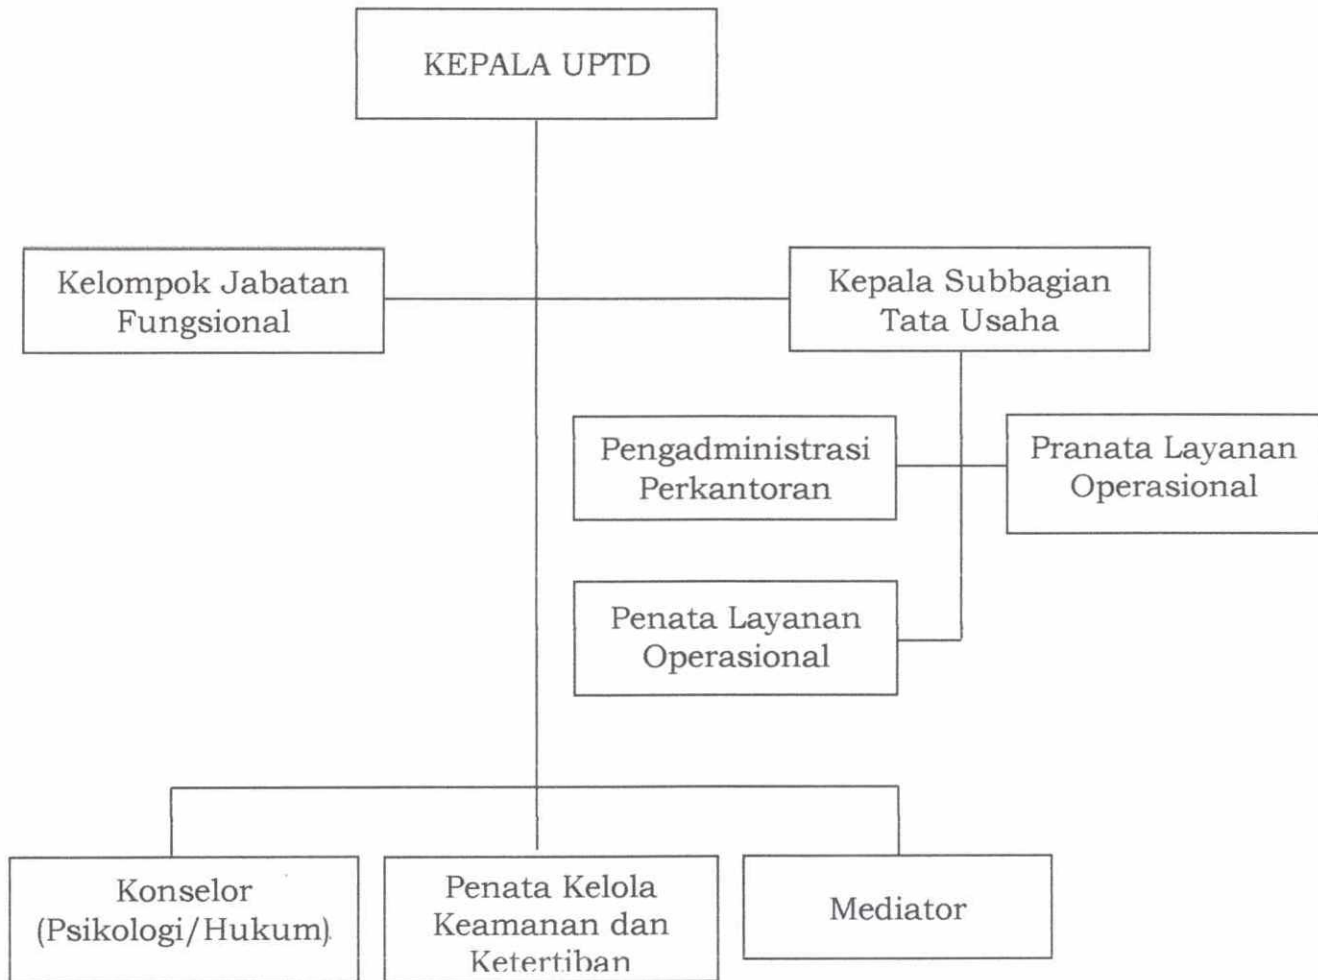 KEPALA UPTD
Kelompok Jabatan
Fungsional
Kepala Subbagian
Tata Usaha
Pengadministrasi
Perkantoran
Pranata Layanan
Operasional
Penata Layanan
Operasional
Konselor
(Psikologi/Hukum)
Penata Kelola
Keamanan dan
Ketertiban
Mediator